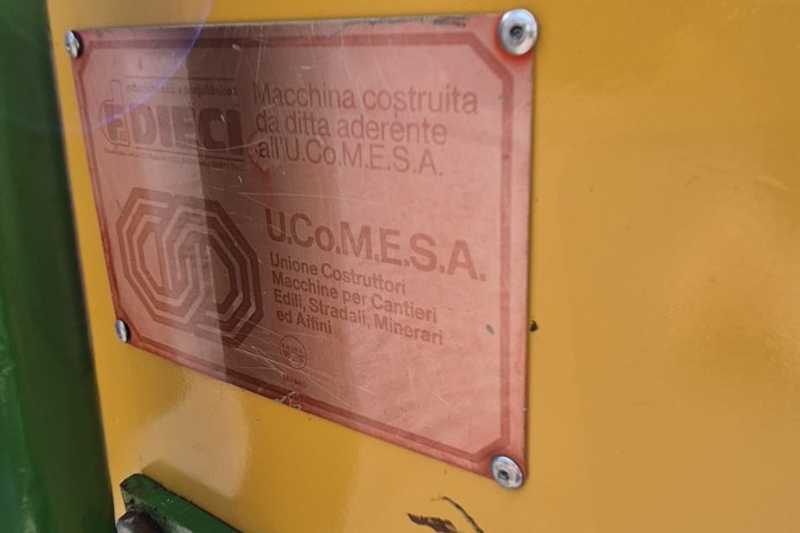 DIECI
Macchina costruita
da ditta aderente
all'U.Co.M.E.S.A.
U.Co.M.E.S.A.
Unione Costruttori
Macchine per Cantieri
Edili, Stradali, Minerari
ed Affini